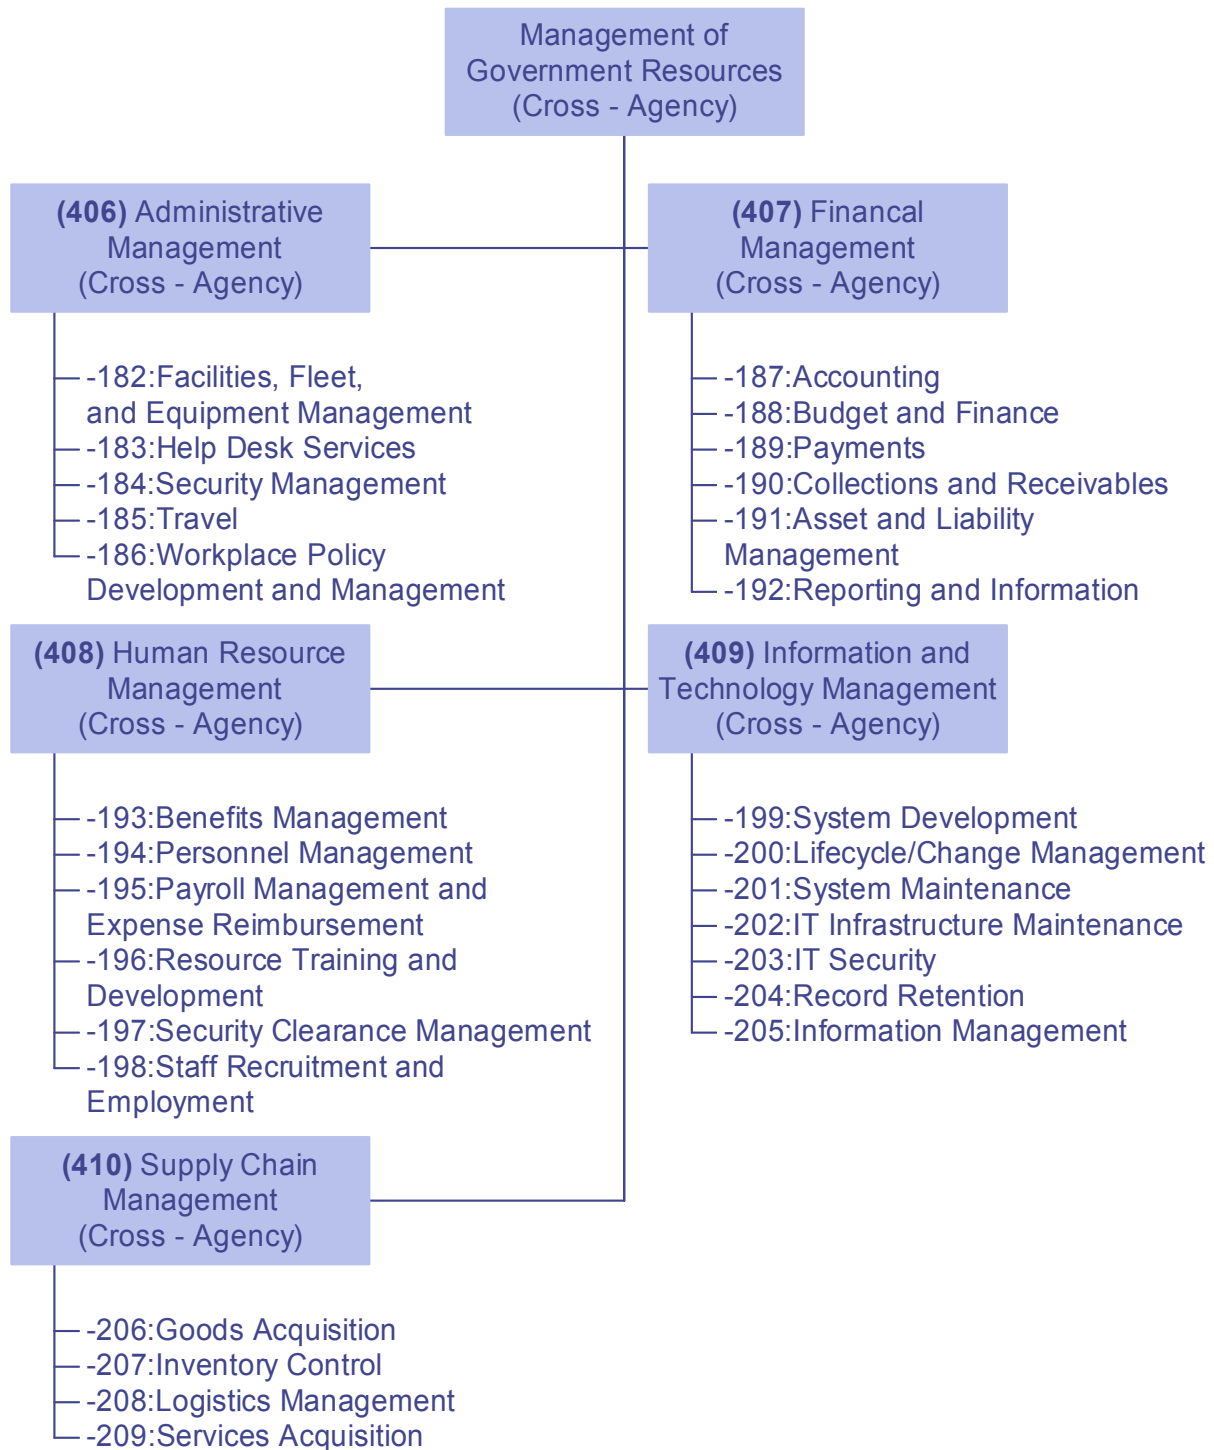 Management of
Government Resources
(Cross - Agency)
(406) Administrative
Management
(Cross - Agency)
-182:Facilities, Fleet,
and Equipment Management
-183:Help Desk Services
-184:Security Management
-185:Travel
-186:Workplace Policy
Development and Management
(407) Financal
Management
(Cross - Agency)
-187:Accounting
-188:Budget and Finance
-189:Payments
-190:Collections and Receivables
-191:Asset and Liability
Management
-192:Reporting and Information
(408) Human Resource
Management
(Cross - Agency)
-193:Benefits Management
-194:Personnel Management
-195:Payroll Management and
Expense Reimbursement
-196:Resource Training and
Development
-197:Security Clearance Management
-198:Staff Recruitment and
Employment
(409) Information and
Technology Management
(Cross - Agency)
-199:System Development
-200:Lifecycle/Change Management
-201:System Maintenance
-202:IT Infrastructure Maintenance
-203:IT Security
-204:Record Retention
-205:Information Management
(410) Supply Chain
Management
(Cross - Agency)
-206:Goods Acquisition
-207:Inventory Control
-208:Logistics Management
-209:Services Acquisition